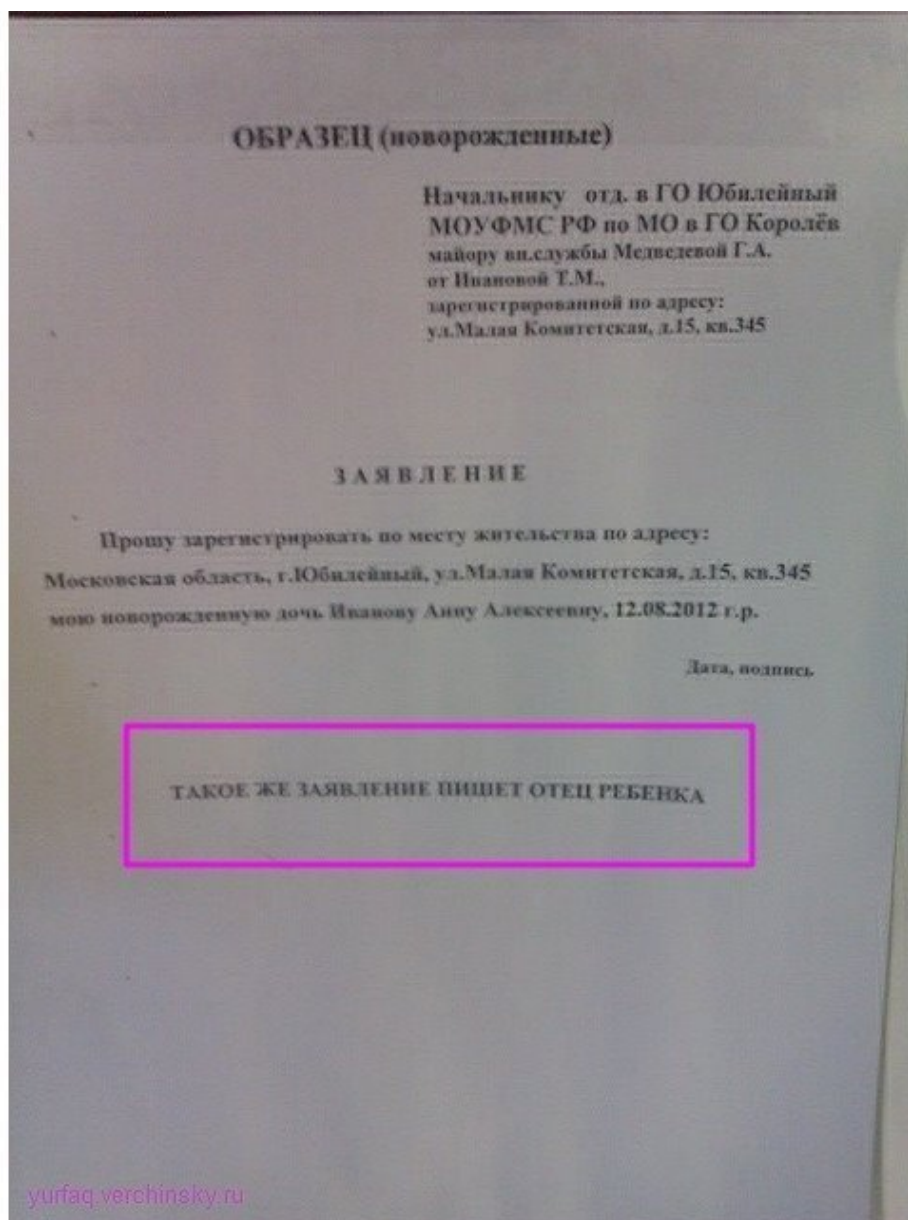 ОБРАЗЕЦ (новорожденные)
Начальнику отд. в ГО Юбилейный
МОУФМС РФ по МО в ГО Королёв
майору вн.службы Медведевой Г.А.
от Ивановой Т.М.,
зарегистрированной по адресу:
ул.Малая Комитетская, д.15, кв.345
З А Я В Л Е Н И Е
Прошу зарегистрировать по месту жительства по адресу:
Московская область, г.Юбилейный, ул.Малая Комитетская, д.15, кв.345
мою новорожденную дочь Иванову Анну Алексеевну, 12.08.2012 г.р.
Дата, подпись
ТАКОЕ ЖЕ ЗАЯВЛЕНИЕ ПИШЕТ ОТЕЦ РЕБЕНКА
yurfaq.verchinsky.ru